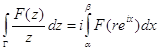 ∫_Γ F(z)/z dz = i∫_α^β F(re^{ix})dx